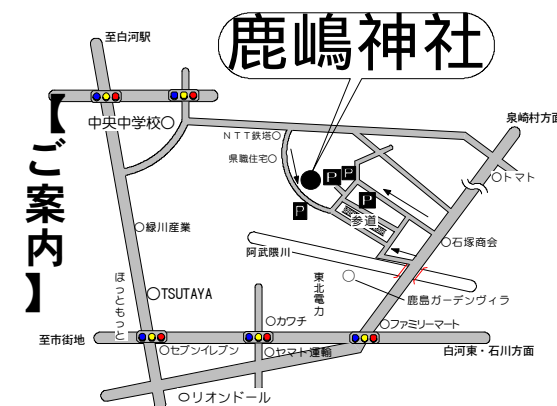 鹿嶋神社
至白河駅
【ご案内】
中央中学校
NTT鉄塔
県職住宅
泉崎村方面
トマト
P
P
P
P
参道
緑川産業
石塚商会
阿武隈川
鹿島ガーデンヴィラ
東北電力
ほっともっと
TSUTAYA
カワチ
ファミリーマート
至市街地
セブンイレブン
ヤマト運輸
白河東・石川方面
リオンドール